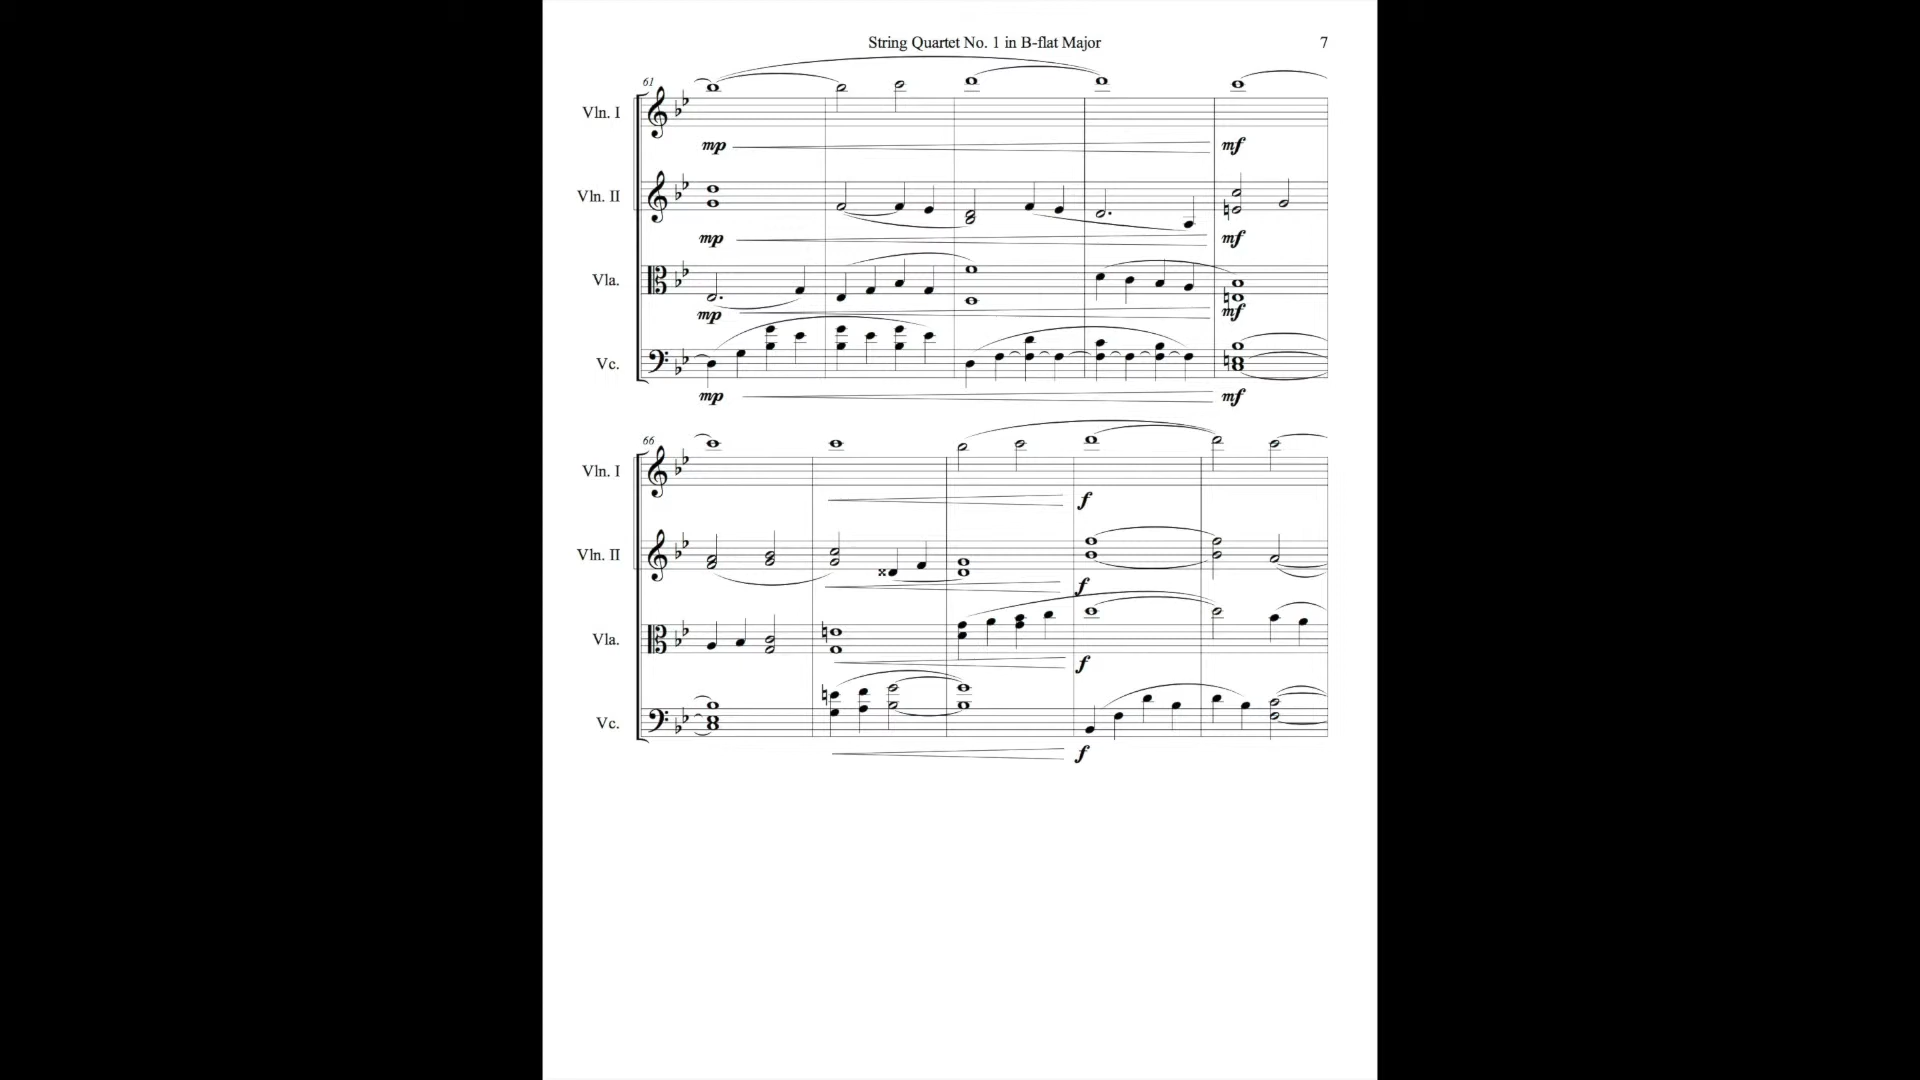 String Quartet No. 1 in B-flat Major 7
61
Vln. I
mp mf
Vln. II
mp mf
Vla.
mp mf
Vc.
mp mf
66
Vln. I
f
Vln. II
f
Vla.
f
Vc.
f